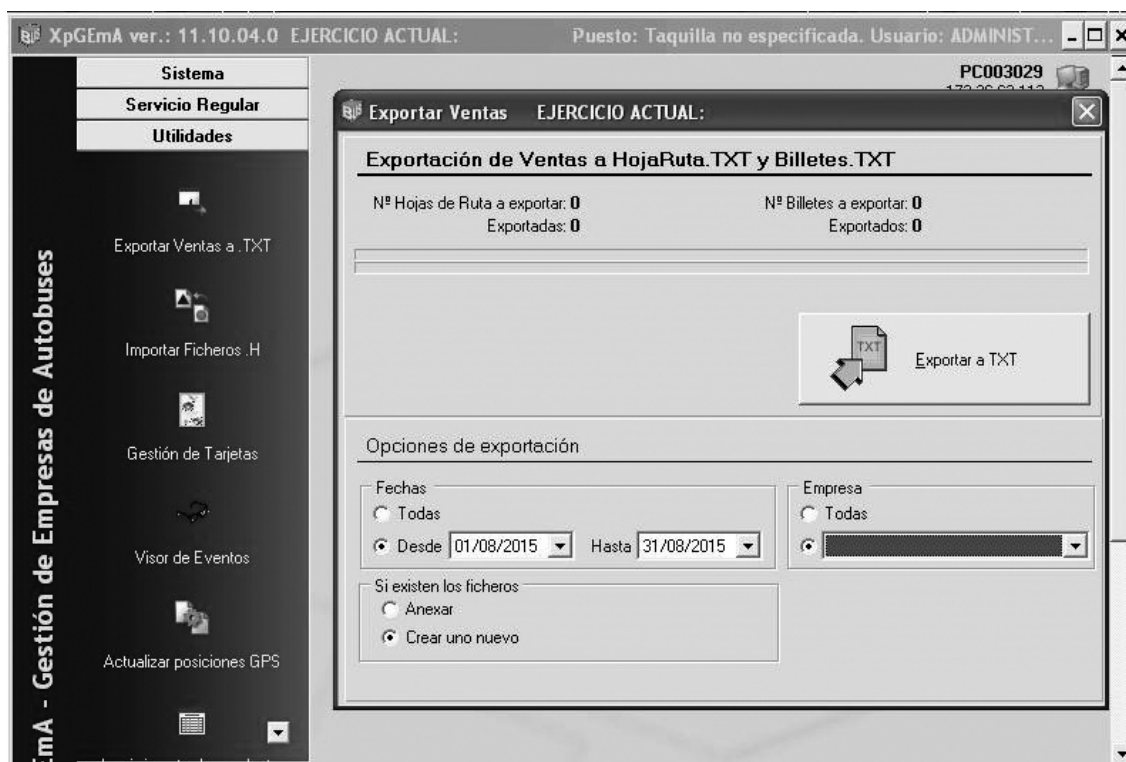 XpGEmA ver.: 11.10.04.0 EJERCICIO ACTUAL: Puesto: Taquilla no especificada. Usuario: ADMINIST...
Sistema
Servicio Regular
Utilidades
Exportar Ventas a .TXT
Importar Ficheros .H
Gestión de Tarjetas
Visor de Eventos
Actualizar posiciones GPS
EmA - Gestión de Empresas de Autobuses
PC003029
Exportar Ventas EJERCICIO ACTUAL:
Exportación de Ventas a HojaRuta.TXT y Billetes.TXT
Nº Hojas de Ruta a exportar: 0 Nº Billetes a exportar: 0
Exportadas: 0 Exportados: 0
TXT
Exportar a TXT
Opciones de exportación
Fechas Empresa
Todas Todas
Desde 01/08/2015 Hasta 31/08/2015
Si existen los ficheros
Anexar
Crear uno nuevo